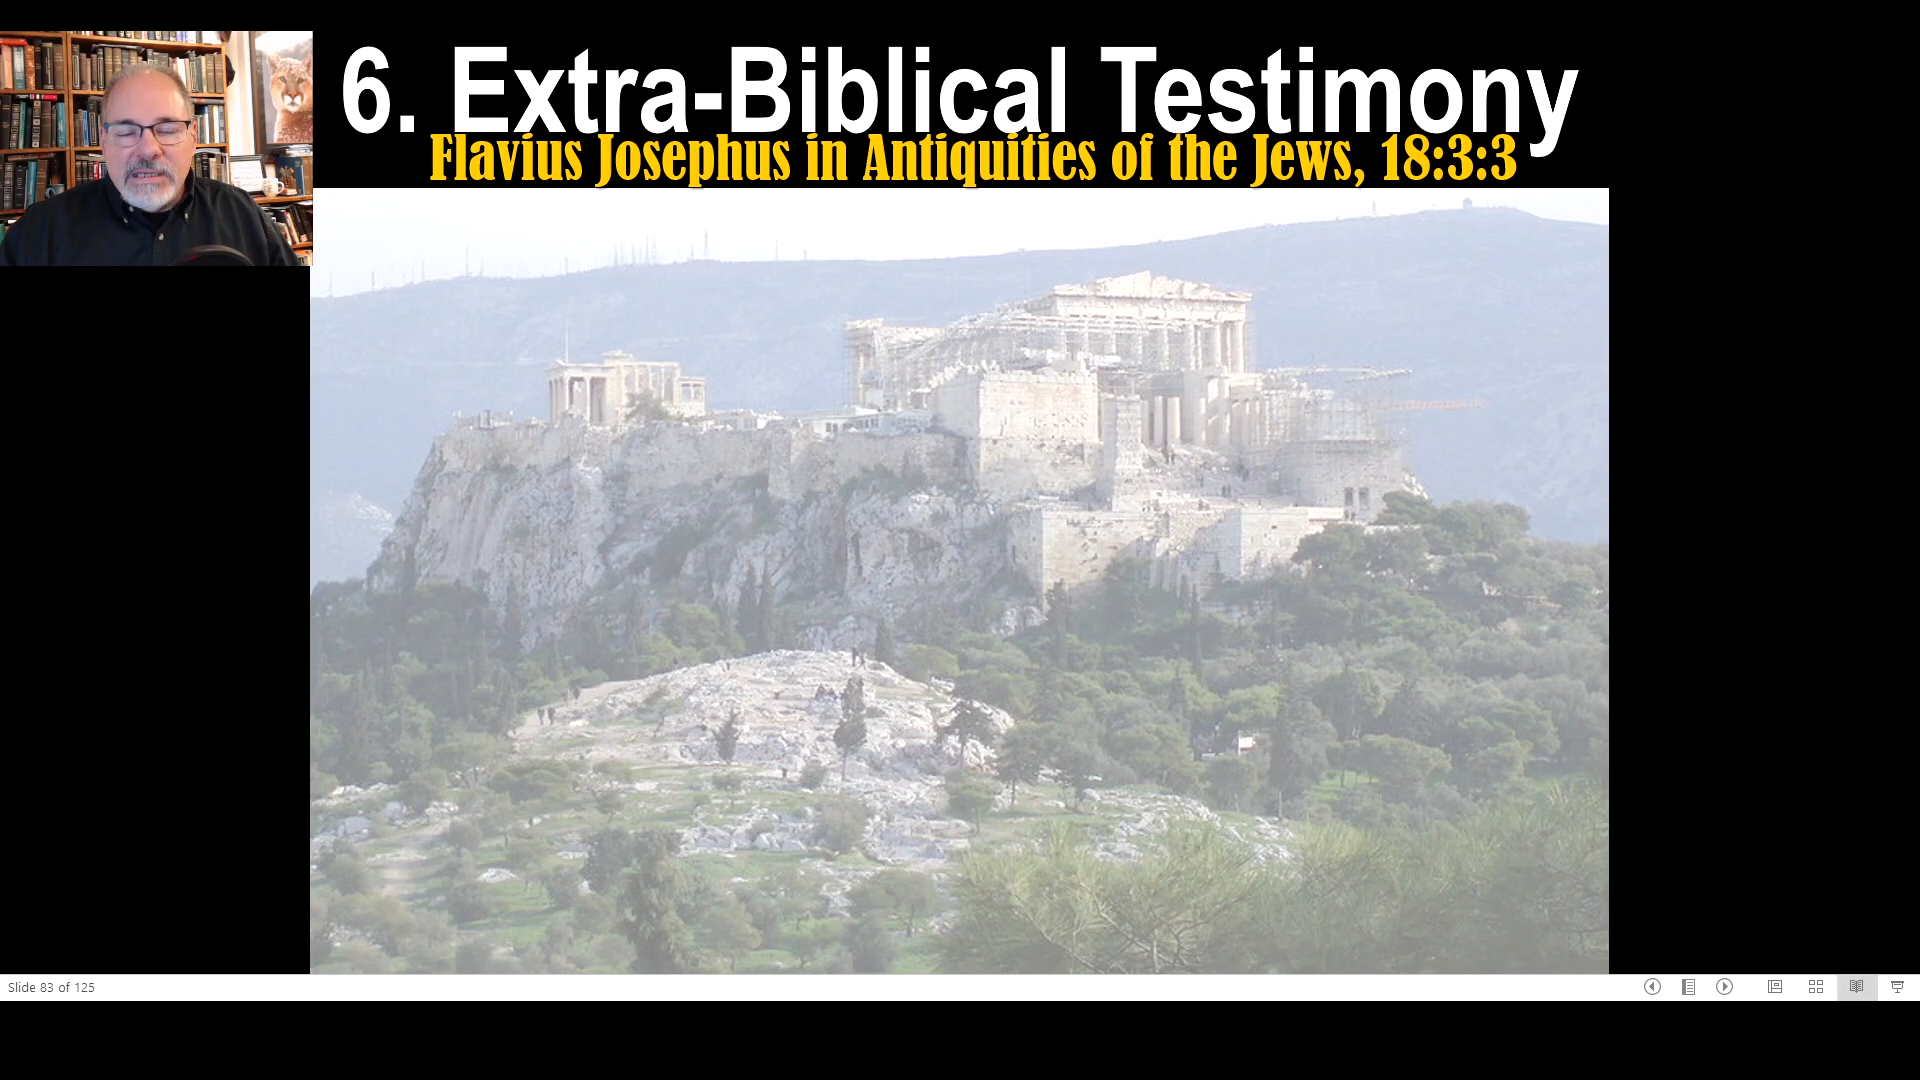 6. Extra-Biblical Testimony
Flavius Josephus in Antiquities of the Jews, 18:3:3
Slide 83 of 125